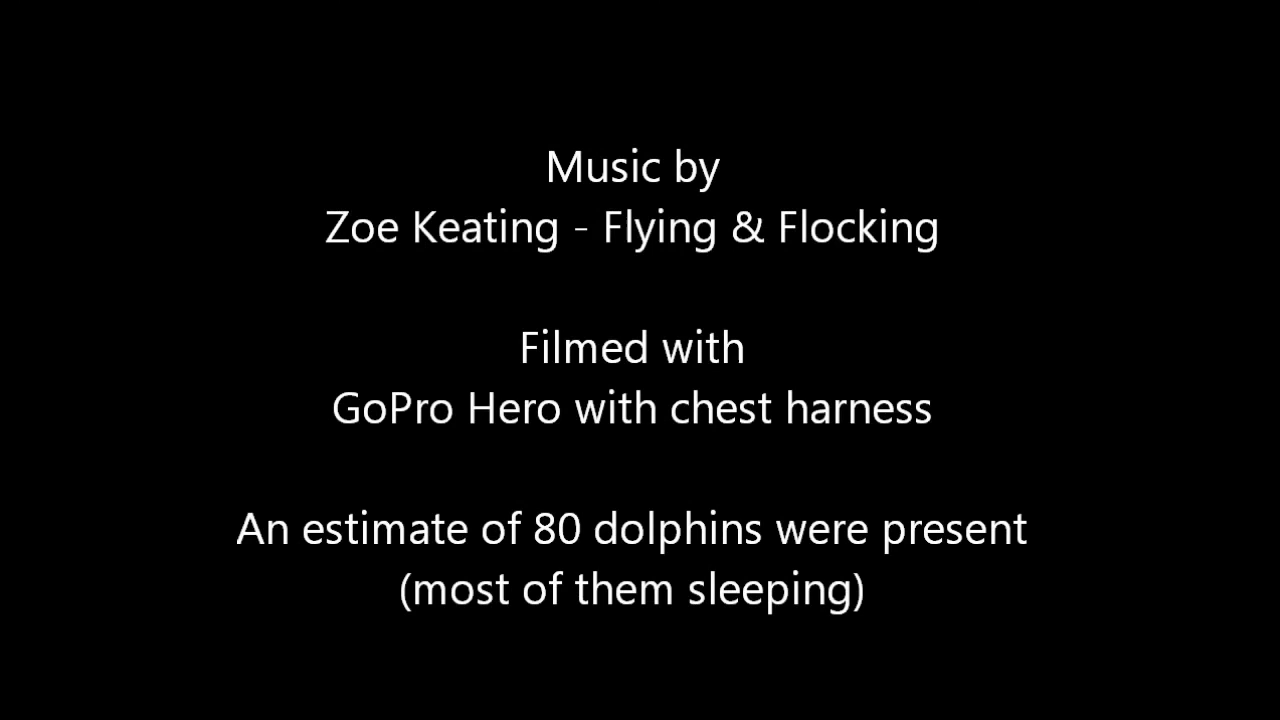 Music by
Zoe Keating - Flying & Flocking
Filmed with
GoPro Hero with chest harness
An estimate of 80 dolphins were present
(most of them sleeping)